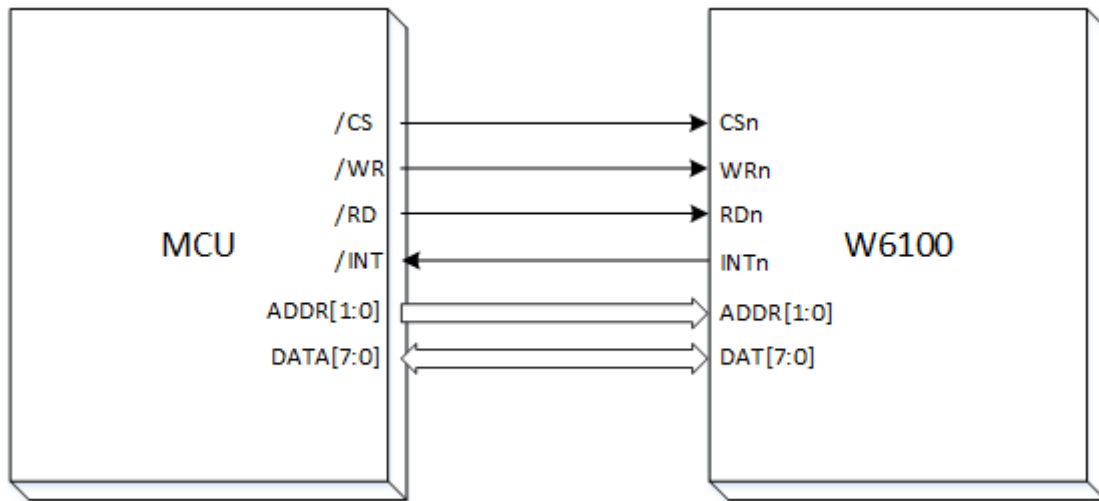 /CS
CSn
/WR
WRn
/RD
RDn
MCU
W6100
/INT
INTn
ADDR[1:0]
ADDR[1:0]
DATA[7:0]
DAT[7:0]